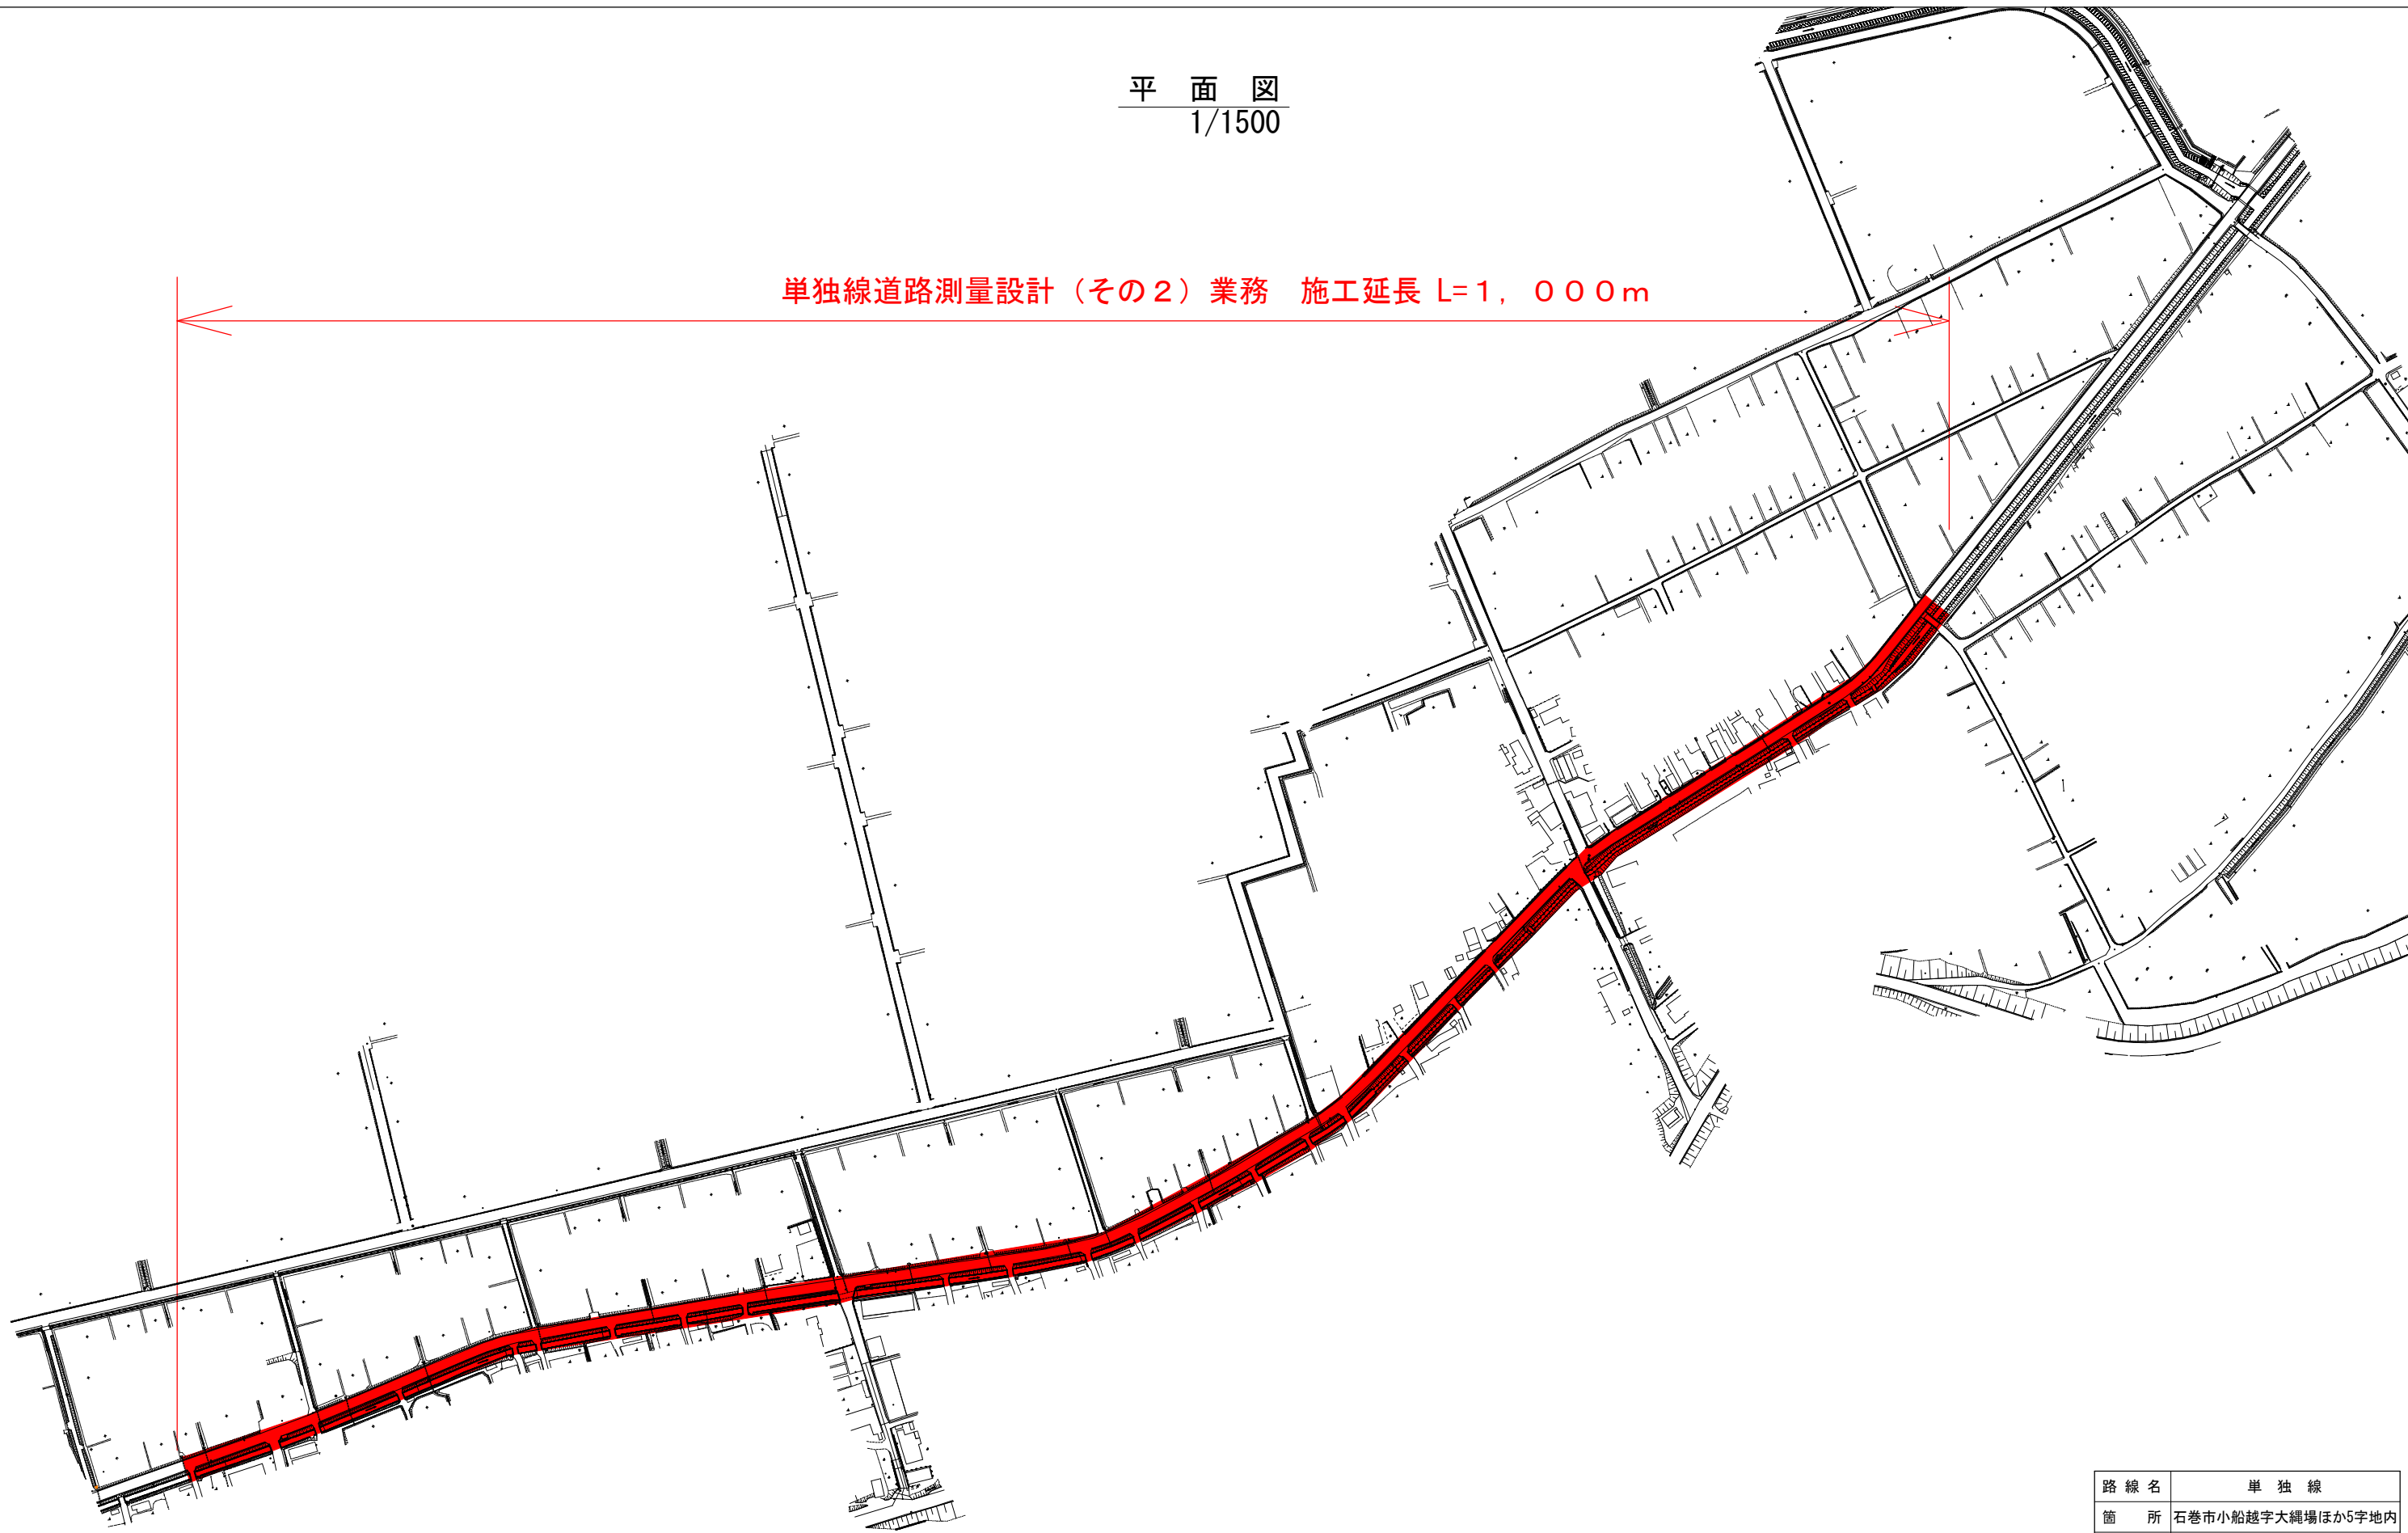 平 面 図
1/1500
単独線道路測量設計（その２）業務 施工延長 L=１，０００ｍ
路線名 単独線
箇所 石巻市小船越字大縄場ほか5字地内